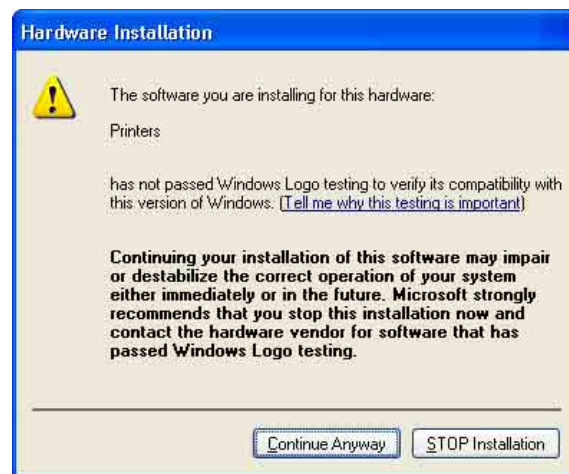 Hardware Installation
The software you are installing for this hardware:
Printers
has not passed Windows Logo testing to verify its compatibility with
this version of Windows. (Tell me why this testing is important)
Continuing your installation of this software may impair
or destabilize the correct operation of your system
either immediately or in the future. Microsoft strongly
recommends that you stop this installation now and
contact the hardware vendor for software that has
passed Windows Logo testing.
Continue Anyway
STOP Installation